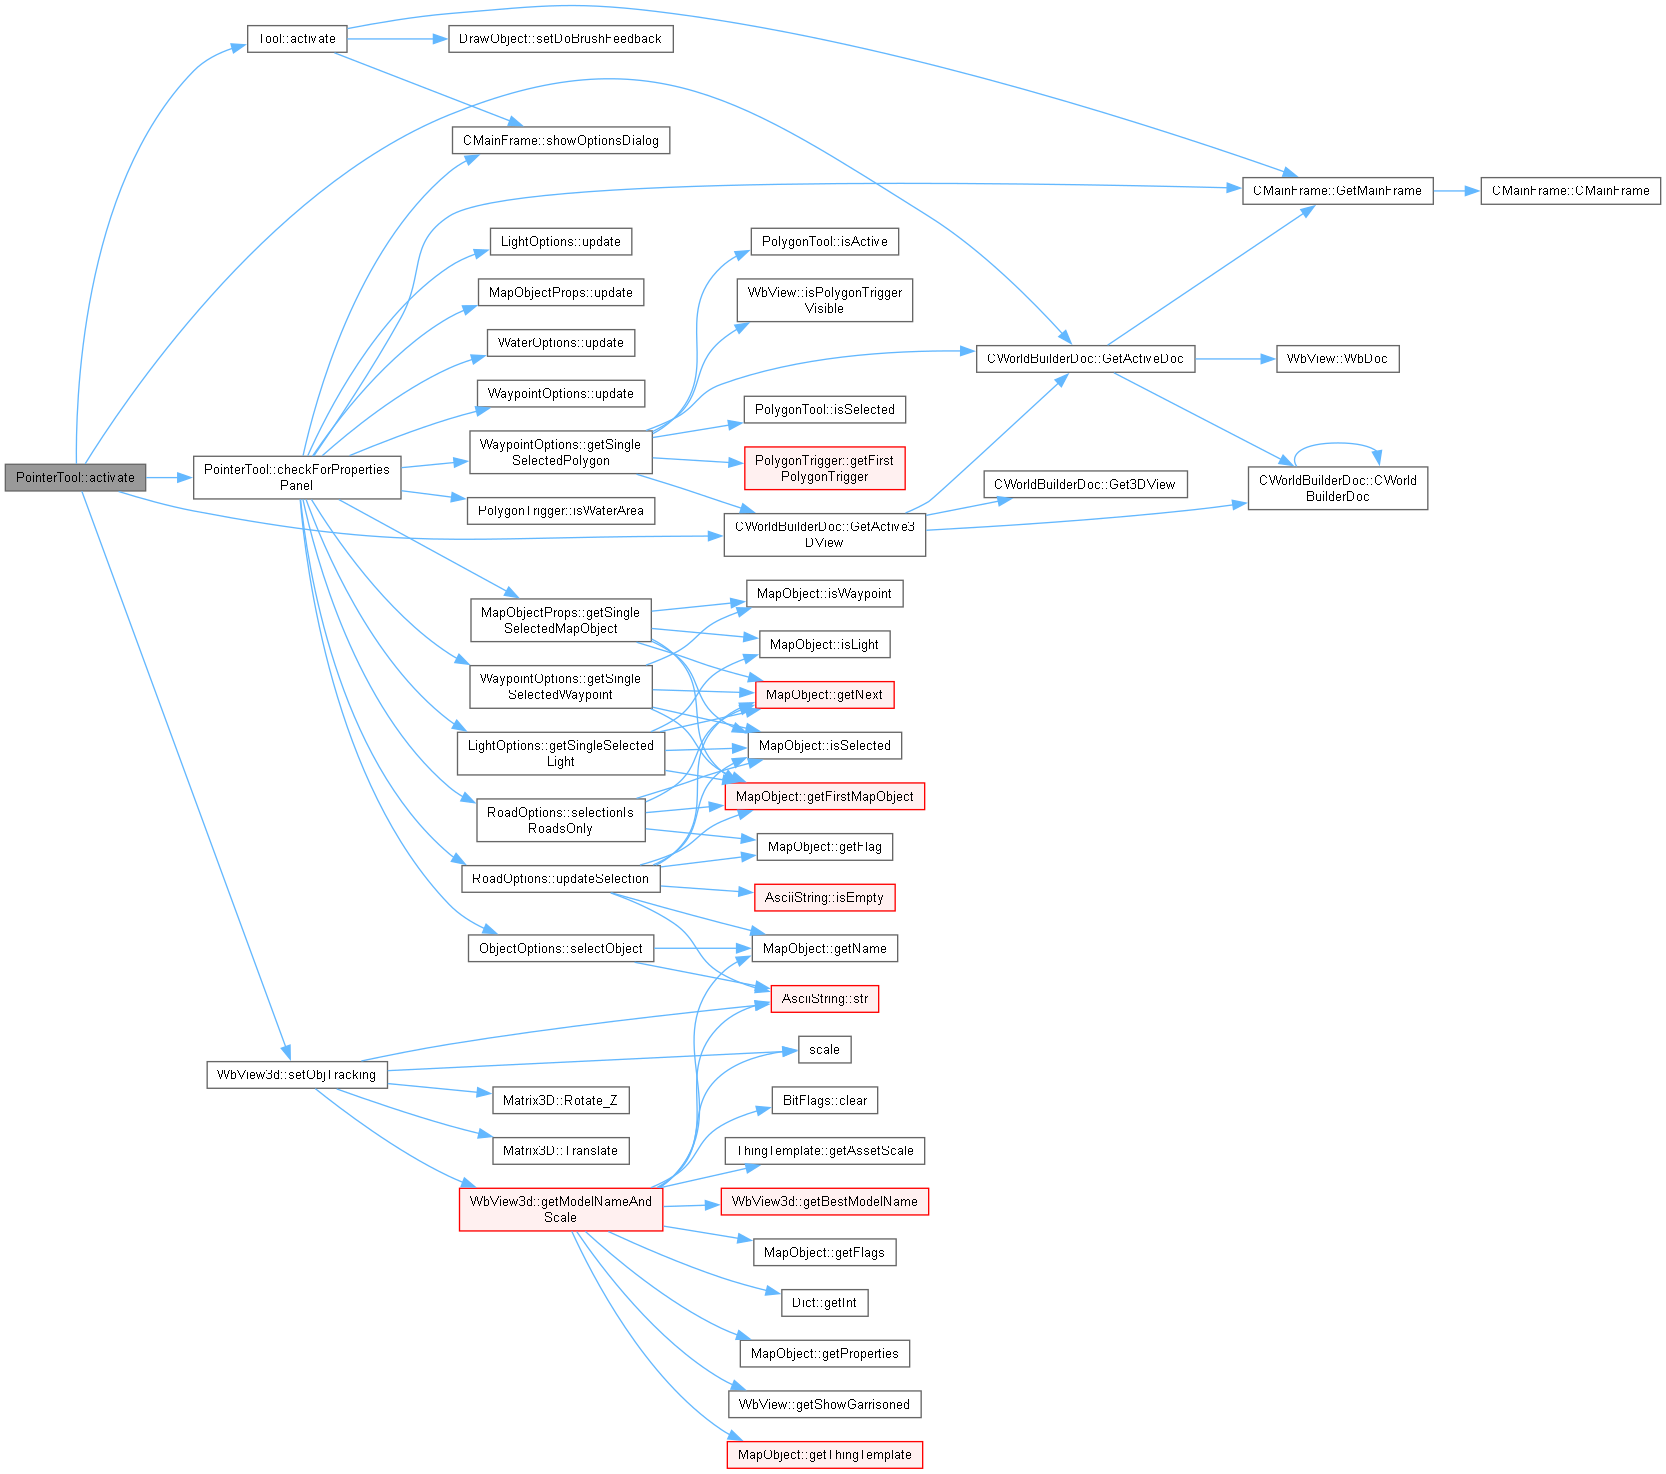 PointerTool::activate
Tool::activate
DrawObject::setDoBrushFeedback
CMainFrame::showOptionsDialog
CMainFrame::GetMainFrame
CMainFrame::CMainFrame
LightOptions::update
MapObjectProps::update
WaterOptions::update
WaypointOptions::update
PointerTool::checkForProperties
Panel
WaypointOptions::getSingle
SelectedPolygon
PolygonTrigger::isWaterArea
PolygonTool::isActive
WbView::isPolygonTrigger
Visible
CWorldBuilderDoc::GetActiveDoc
WbView::WbDoc
PolygonTool::isSelected
PolygonTrigger::getFirst
PolygonTrigger
CWorldBuilderDoc::Get3DView
CWorldBuilderDoc::CWorld
BuilderDoc
CWorldBuilderDoc::GetActive3
DView
MapObjectProps::getSingle
SelectedMapObject
WaypointOptions::getSingle
SelectedWaypoint
LightOptions::getSingleSelected
Light
RoadOptions::selectionIs
RoadsOnly
RoadOptions::updateSelection
ObjectOptions::selectObject
MapObject::isWaypoint
MapObject::isLight
MapObject::getNext
MapObject::isSelected
MapObject::getFirstMapObject
MapObject::getFlag
AsciiString::isEmpty
MapObject::getName
AsciiString::str
scale
WbView3d::setObjTracking
Matrix3D::Rotate_Z
Matrix3D::Translate
WbView3d::getModelNameAnd
Scale
BitFlags::clear
ThingTemplate::getAssetScale
WbView3d::getBestModelName
MapObject::getFlags
Dict::getInt
MapObject::getProperties
WbView::getShowGarrisoned
MapObject::getThingTemplate